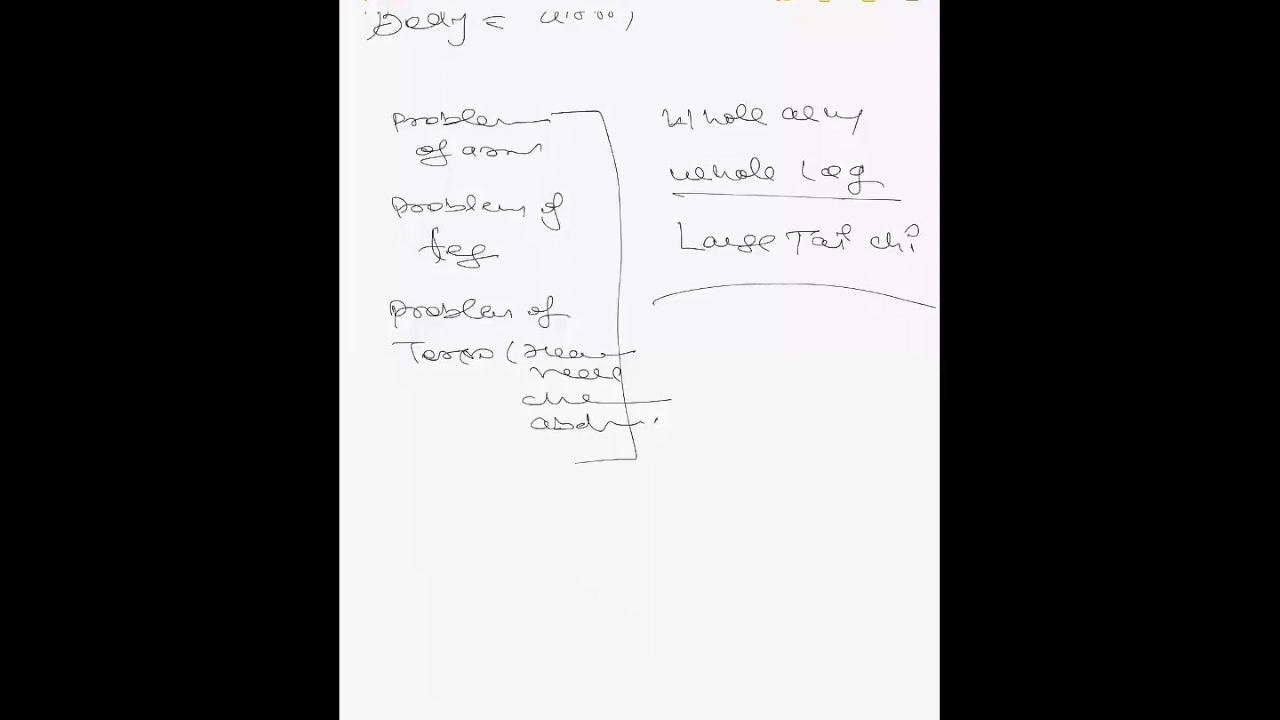 Body =
problem
of arm
problem of
leg
problem of
Torso (
Whole arm
whole Leg
Large Tai chi